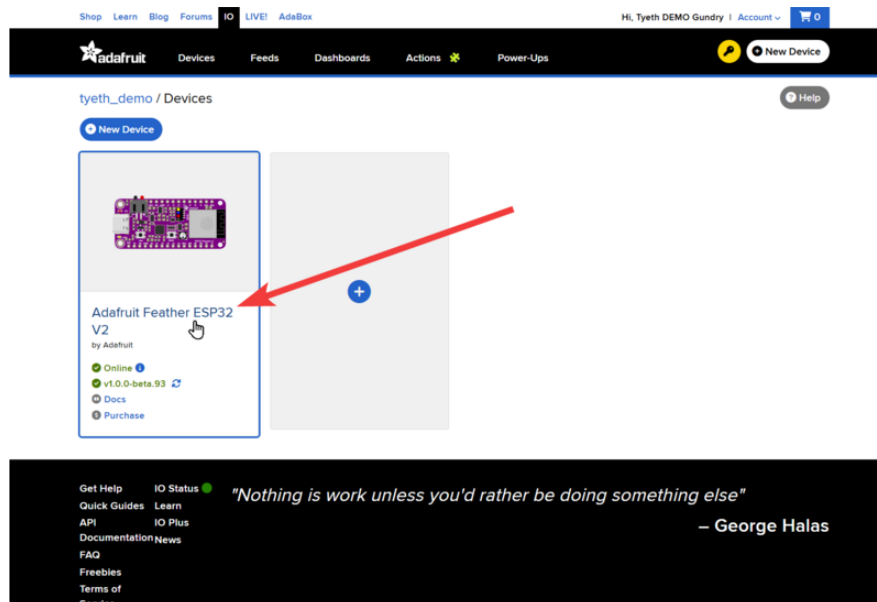 Shop Learn Blog Forums IO LIVE! AdaBox Hi, Tyeth DEMO Gundry | Account 0
adafruit Devices Feeds Dashboards Actions Power-Ups New Device
tyeth_demo / Devices Help
New Device
Adafruit Feather ESP32
V2
by Adafruit
Online
v1.0.0-beta.93
Docs
Purchase
Get Help IO Status
Quick Guides Learn
API IO Plus
Documentation News
FAQ
Freebies
Terms of
"Nothing is work unless you'd rather be doing something else"
– George Halas